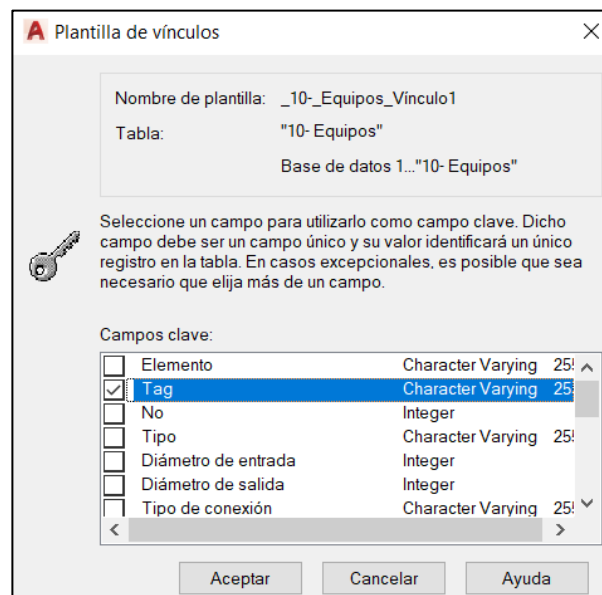 Plantilla de vínculos
Nombre de plantilla: _10-_Equipos_Vínculo1
Tabla: "10- Equipos"
Base de datos 1..."10- Equipos"
Seleccione un campo para utilizarlo como campo clave. Dicho
campo debe ser un campo único y su valor identificará un único
registro en la tabla. En casos excepcionales, es posible que sea
necesario que elija más de un campo.
Campos clave:
Elemento Character Varying 255
Tag Character Varying 255
No Integer
Tipo Character Varying 255
Diámetro de entrada Integer
Diámetro de salida Integer
Tipo de conexión Character Varying 255
Aceptar Cancelar Ayuda